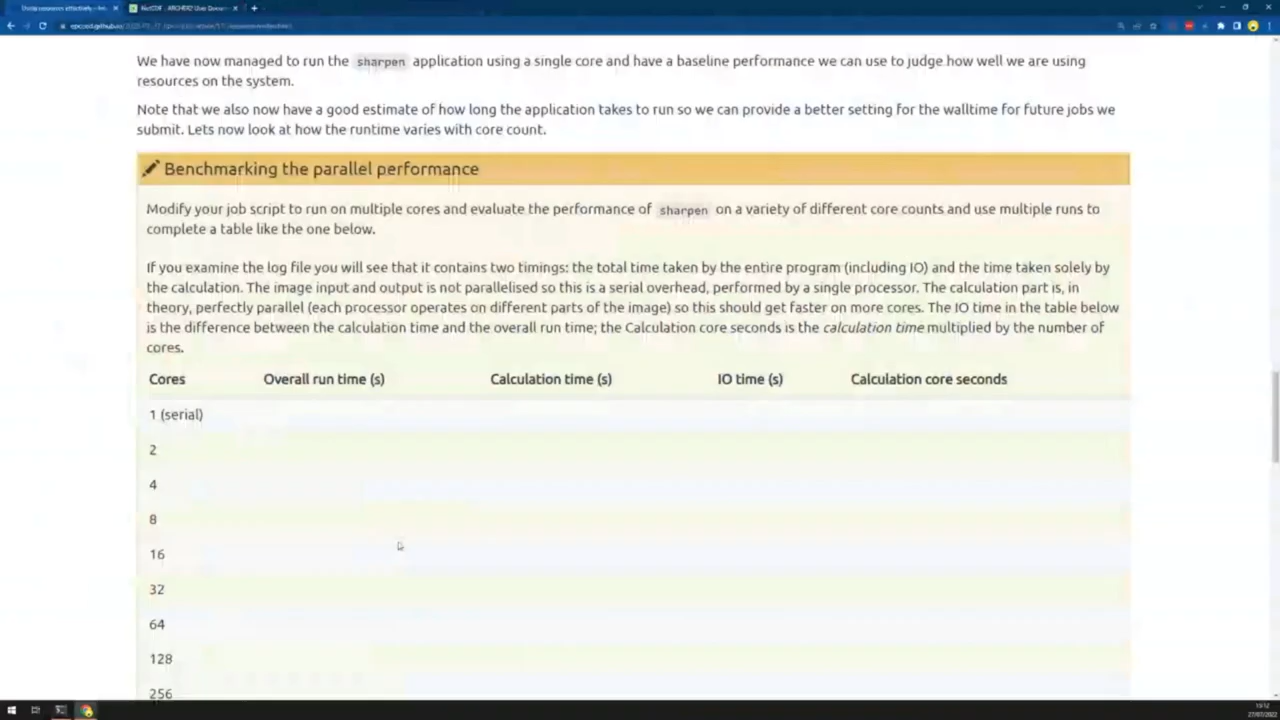 Using resources effectively
NetCDF - ARCHER2 User Docu
We have now managed to run the sharpen application using a single core and have a baseline performance we can use to judge how well we are using
resources on the system.
Note that we also now have a good estimate of how long the application takes to run so we can provide a better setting for the walltime for future jobs we
submit. Lets now look at how the runtime varies with core count.
Benchmarking the parallel performance
Modify your job script to run on multiple cores and evaluate the performance of sharpen on a variety of different core counts and use multiple runs to
complete a table like the one below.
If you examine the log file you will see that it contains two timings: the total time taken by the entire program (including IO) and the time taken solely by
the calculation. The image input and output is not parallelised so this is a serial overhead, performed by a single processor. The calculation part is, in
theory, perfectly parallel (each processor operates on different parts of the image) so this should get faster on more cores. The IO time in the table below
is the difference between the calculation time and the overall run time; the Calculation core seconds is the calculation time multiplied by the number of
cores.
Cores Overall run time (s) Calculation time (s) IO time (s) Calculation core seconds
1 (serial)
2
4
8
16
32
64
128
256
15:12
27/07/2022